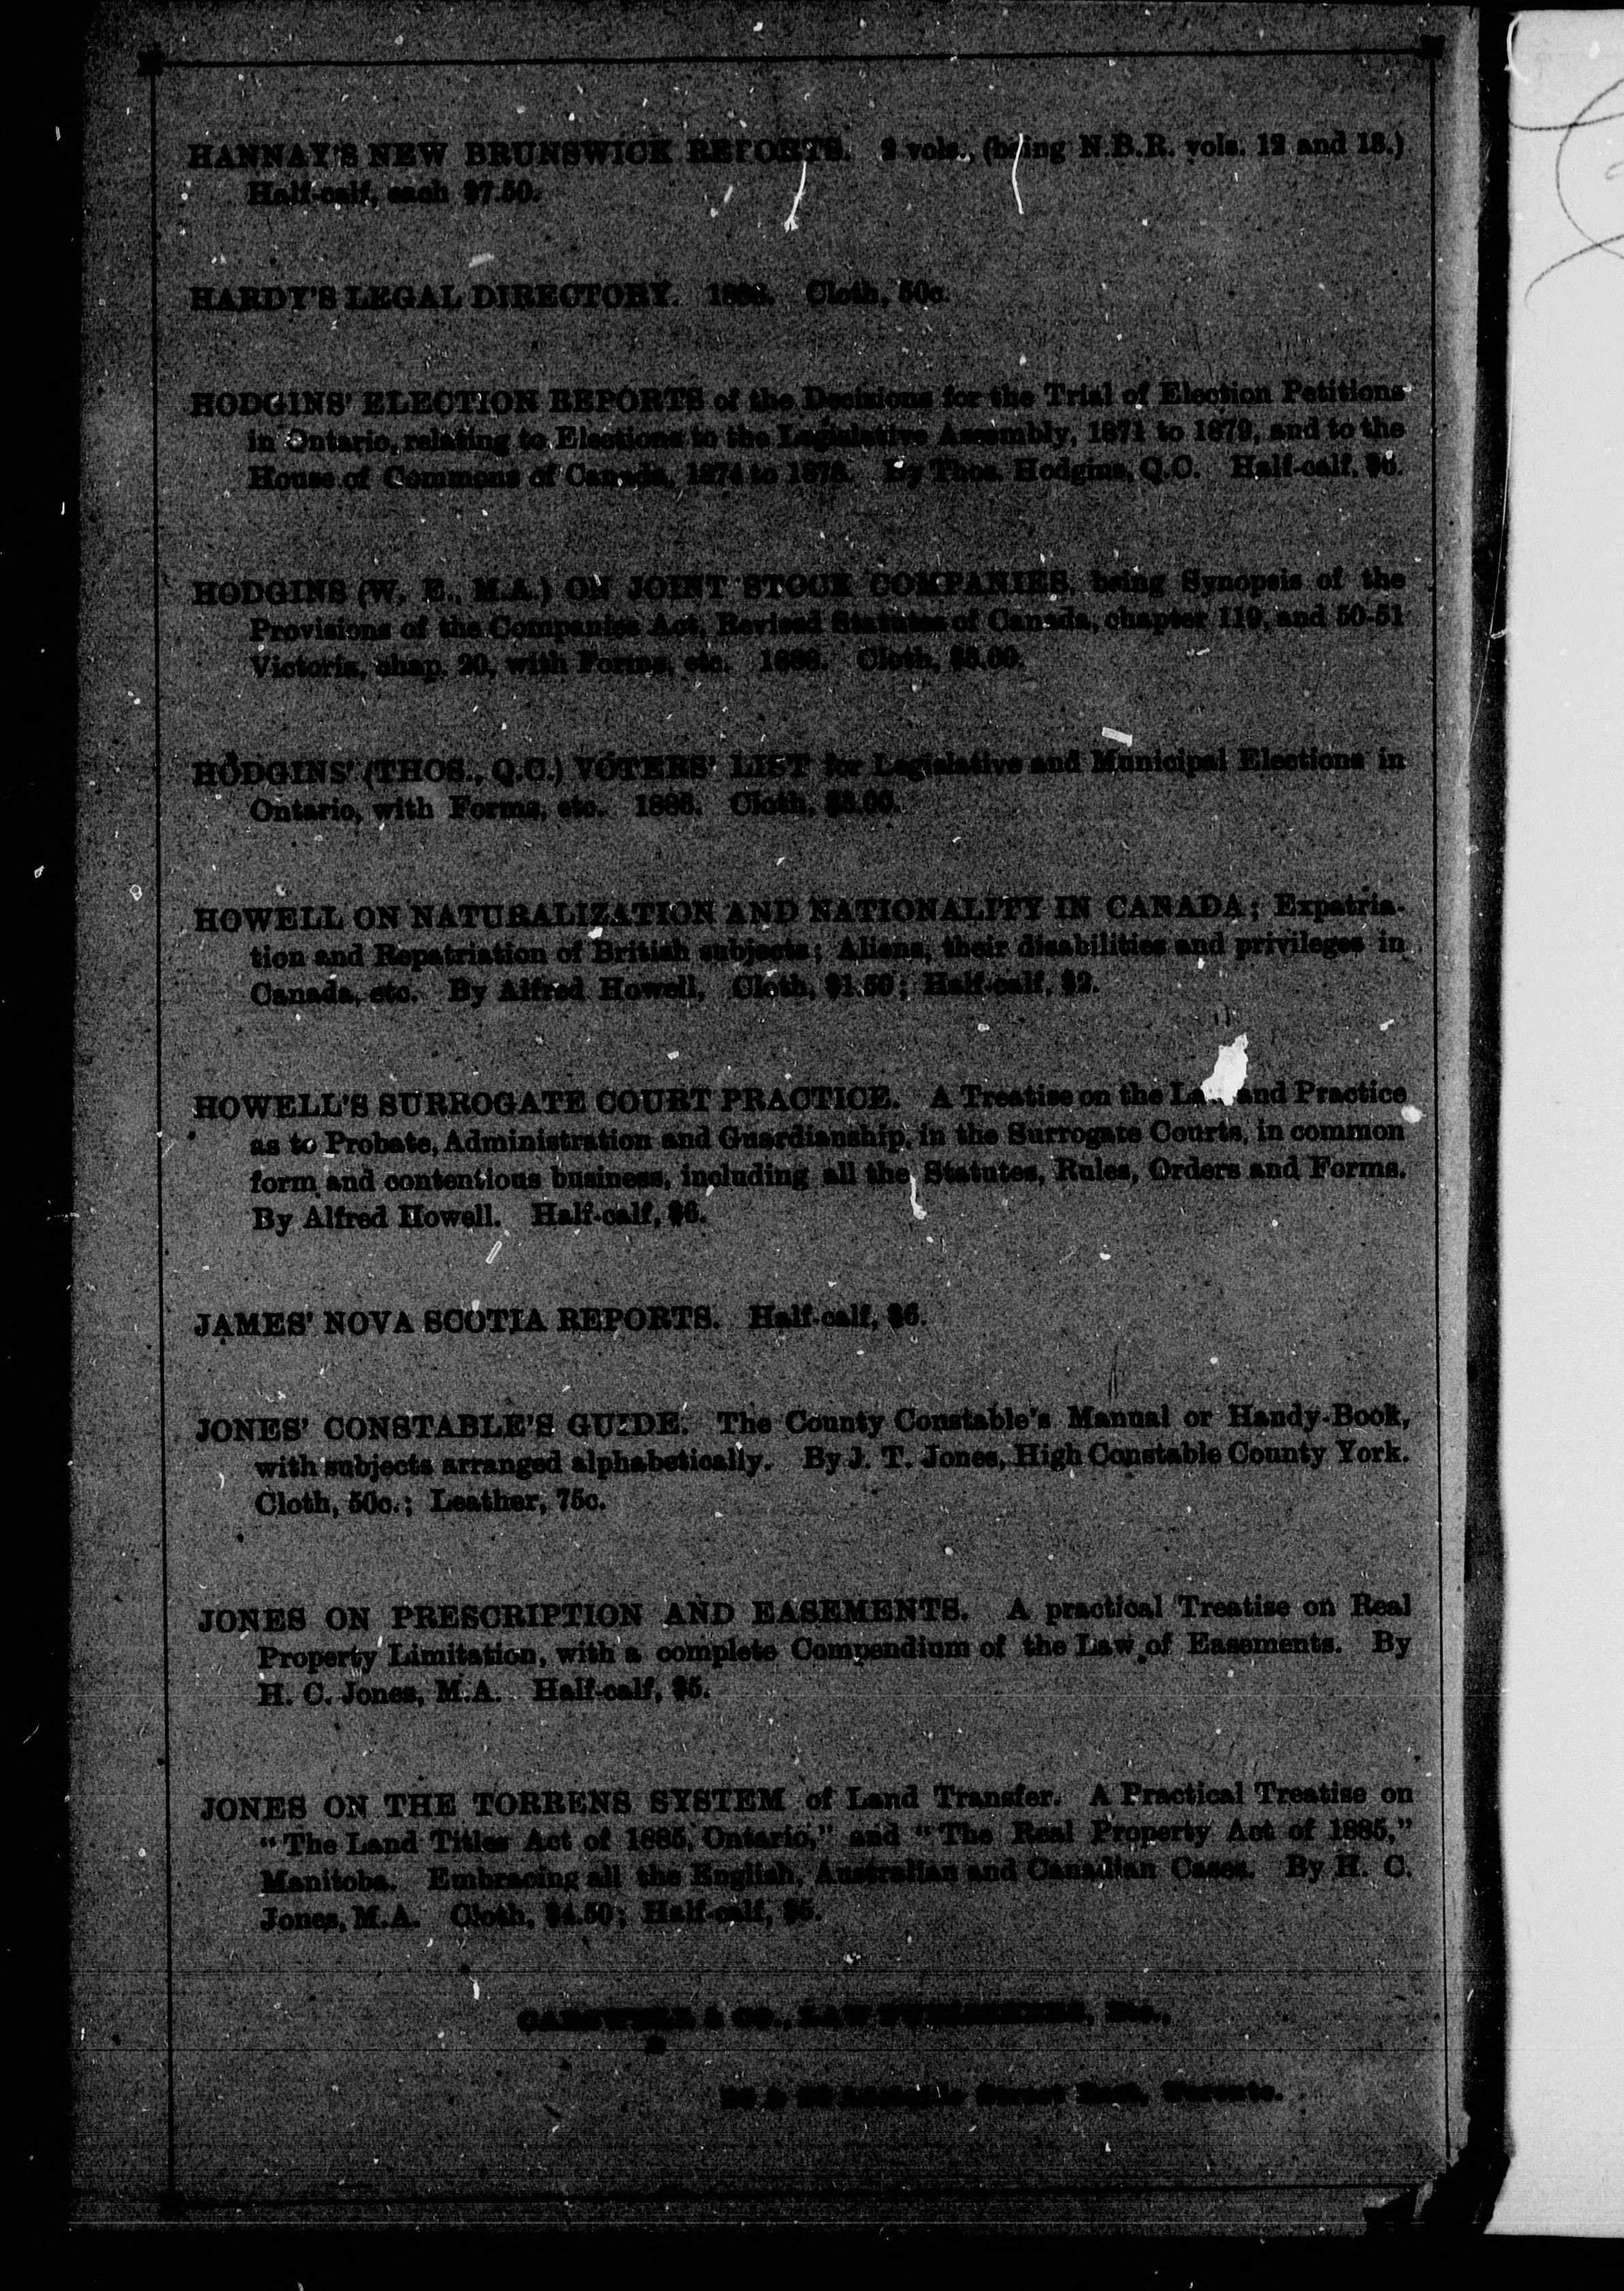 HANNAY'S NEW BRUNSWICK REPORTS. 2 vols., (being N.B.R. vols. 12 and 13.)
Half-calf, each $7.50.
HARDY'S LEGAL DIRECTORY. Cloth, 50c.
HODGINS' ELECTION REPORTS of the Decisions for the Trial of Election Petitions
in Ontario, relating to Elections to the Legislative Assembly, 1871 to 1879, and to the
House of Commons of Canada, 1874 to 1878. By Thos. Hodgins, Q.C. Half-calf,
HODGINS (W. E., M.A.) ON JOINT STOCK COMPANIES, being Synopsis of the
Provisions of the Companies Act, Revised Statutes of Canada, chapter 119, and 50-51
Victoria, chap. 20, with Forms, etc. Cloth,
HODGINS' (THOS., Q.C.) VOTERS' LIST for Legislative and Municipal Elections in
Ontario, with Forms, etc. Cloth,
HOWELL ON NATURALIZATION AND NATIONALITY IN CANADA; Expatria-
tion and Repatriation of British subjects; Aliens, their disabilities and privileges in
Canada, etc. By Alfred Howell, Cloth, $1.50; Half-calf, $2.
HOWELL'S SURROGATE COURT PRACTICE. A Treatise on the Law and Practice
as to Probate, Administration and Guardianship, in the Surrogate Courts, in common
form and contentious business, including all the Statutes, Rules, Orders and Forms.
By Alfred Howell. Half-calf, $6.
JAMES' NOVA SCOTIA REPORTS. Half-calf, $6.
JONES' CONSTABLE'S GUIDE. The County Constable's Manual or Handy-Book,
with subjects arranged alphabetically. By J. T. Jones, High Constable County York.
Cloth, 50c.; Leather, 75c.
JONES ON PRESCRIPTION AND EASEMENTS. A practical Treatise on Real
Property Limitation, with a complete Compendium of the Law of Easements. By
H. C. Jones, M.A. Half-calf, $5.
JONES ON THE TORRENS SYSTEM of Land Transfer. A Practical Treatise on
"The Land Titles Act of 1885, Ontario," and "The Real Property Act of 1885,"
Manitoba. Embracing all the English, Australian and Canadian Cases. By H. C.
Jones, M.A. Cloth, $4.50; Half-calf, $5.
CARSWELL & CO., LAW PUBLISHERS, Etc.,
Street East, Toronto.